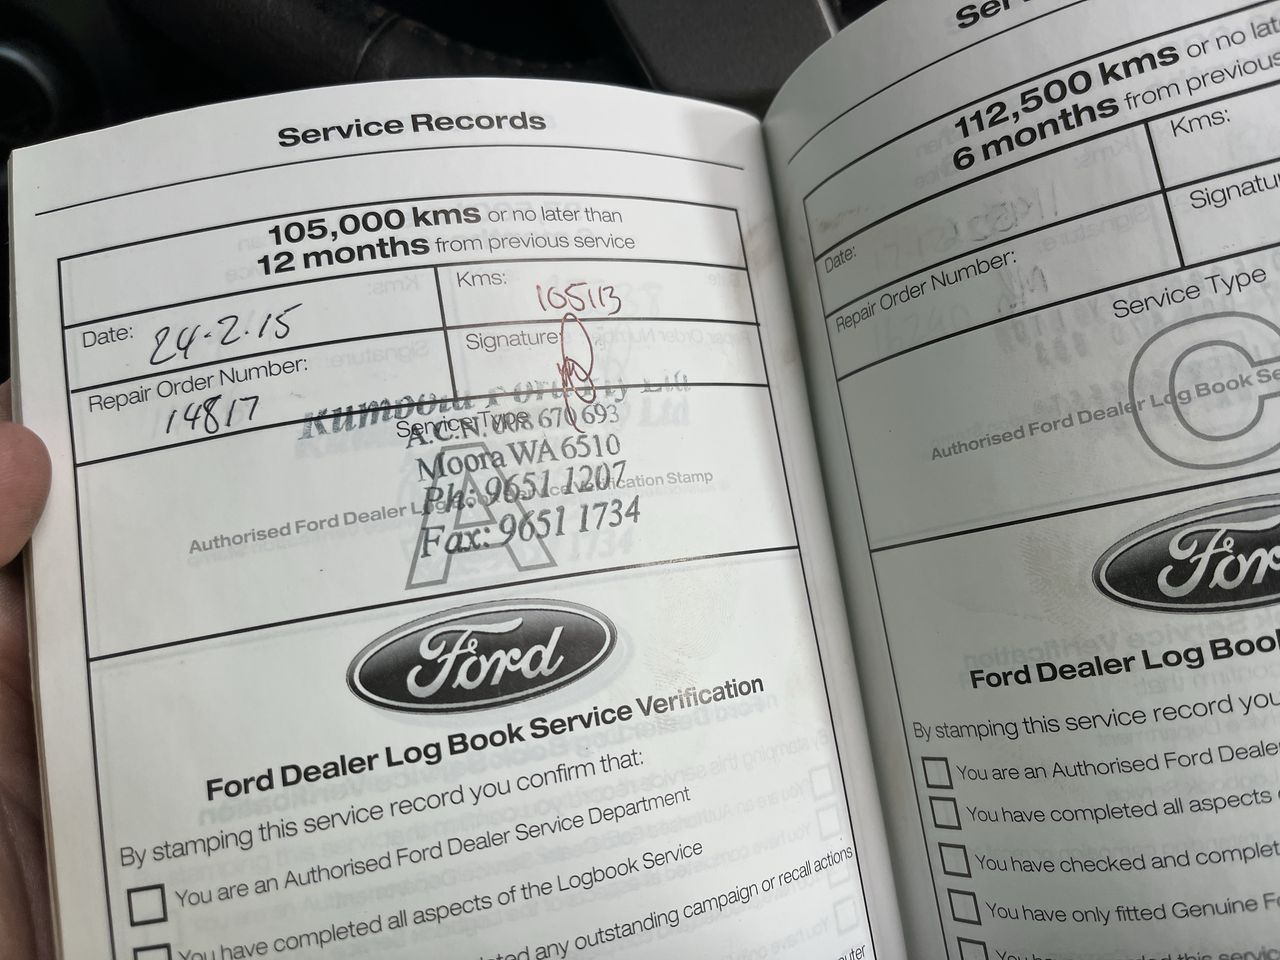 Service Records
105,000 kms or no later than
12 months from previous service
Date: 24-2-15
Kms: 105113
Repair Order Number: 14817
Signature
Service Type
A
Ford Pty Ltd
A.C.N. 008 670 693
Moora WA 6510
Ph: 9651 1207
Fax: 9651 1734
Authorised Ford Dealer Log Book Service Verification Stamp
Ford
Ford Dealer Log Book Service Verification
By stamping this service record you confirm that:
You are an Authorised Ford Dealer Service Department
You have completed all aspects of the Logbook Service
any outstanding campaign or recall actions
112,500 kms or no
6 months from previous
Date:
Kms:
Repair Order Number:
Service Type
C
Authorised Ford Dealer Log Book
Ford Dealer Log
By stamping this service record
You are an Authorised Ford Dealer
You have completed all aspects
You have checked and
You have only fitted Genuine